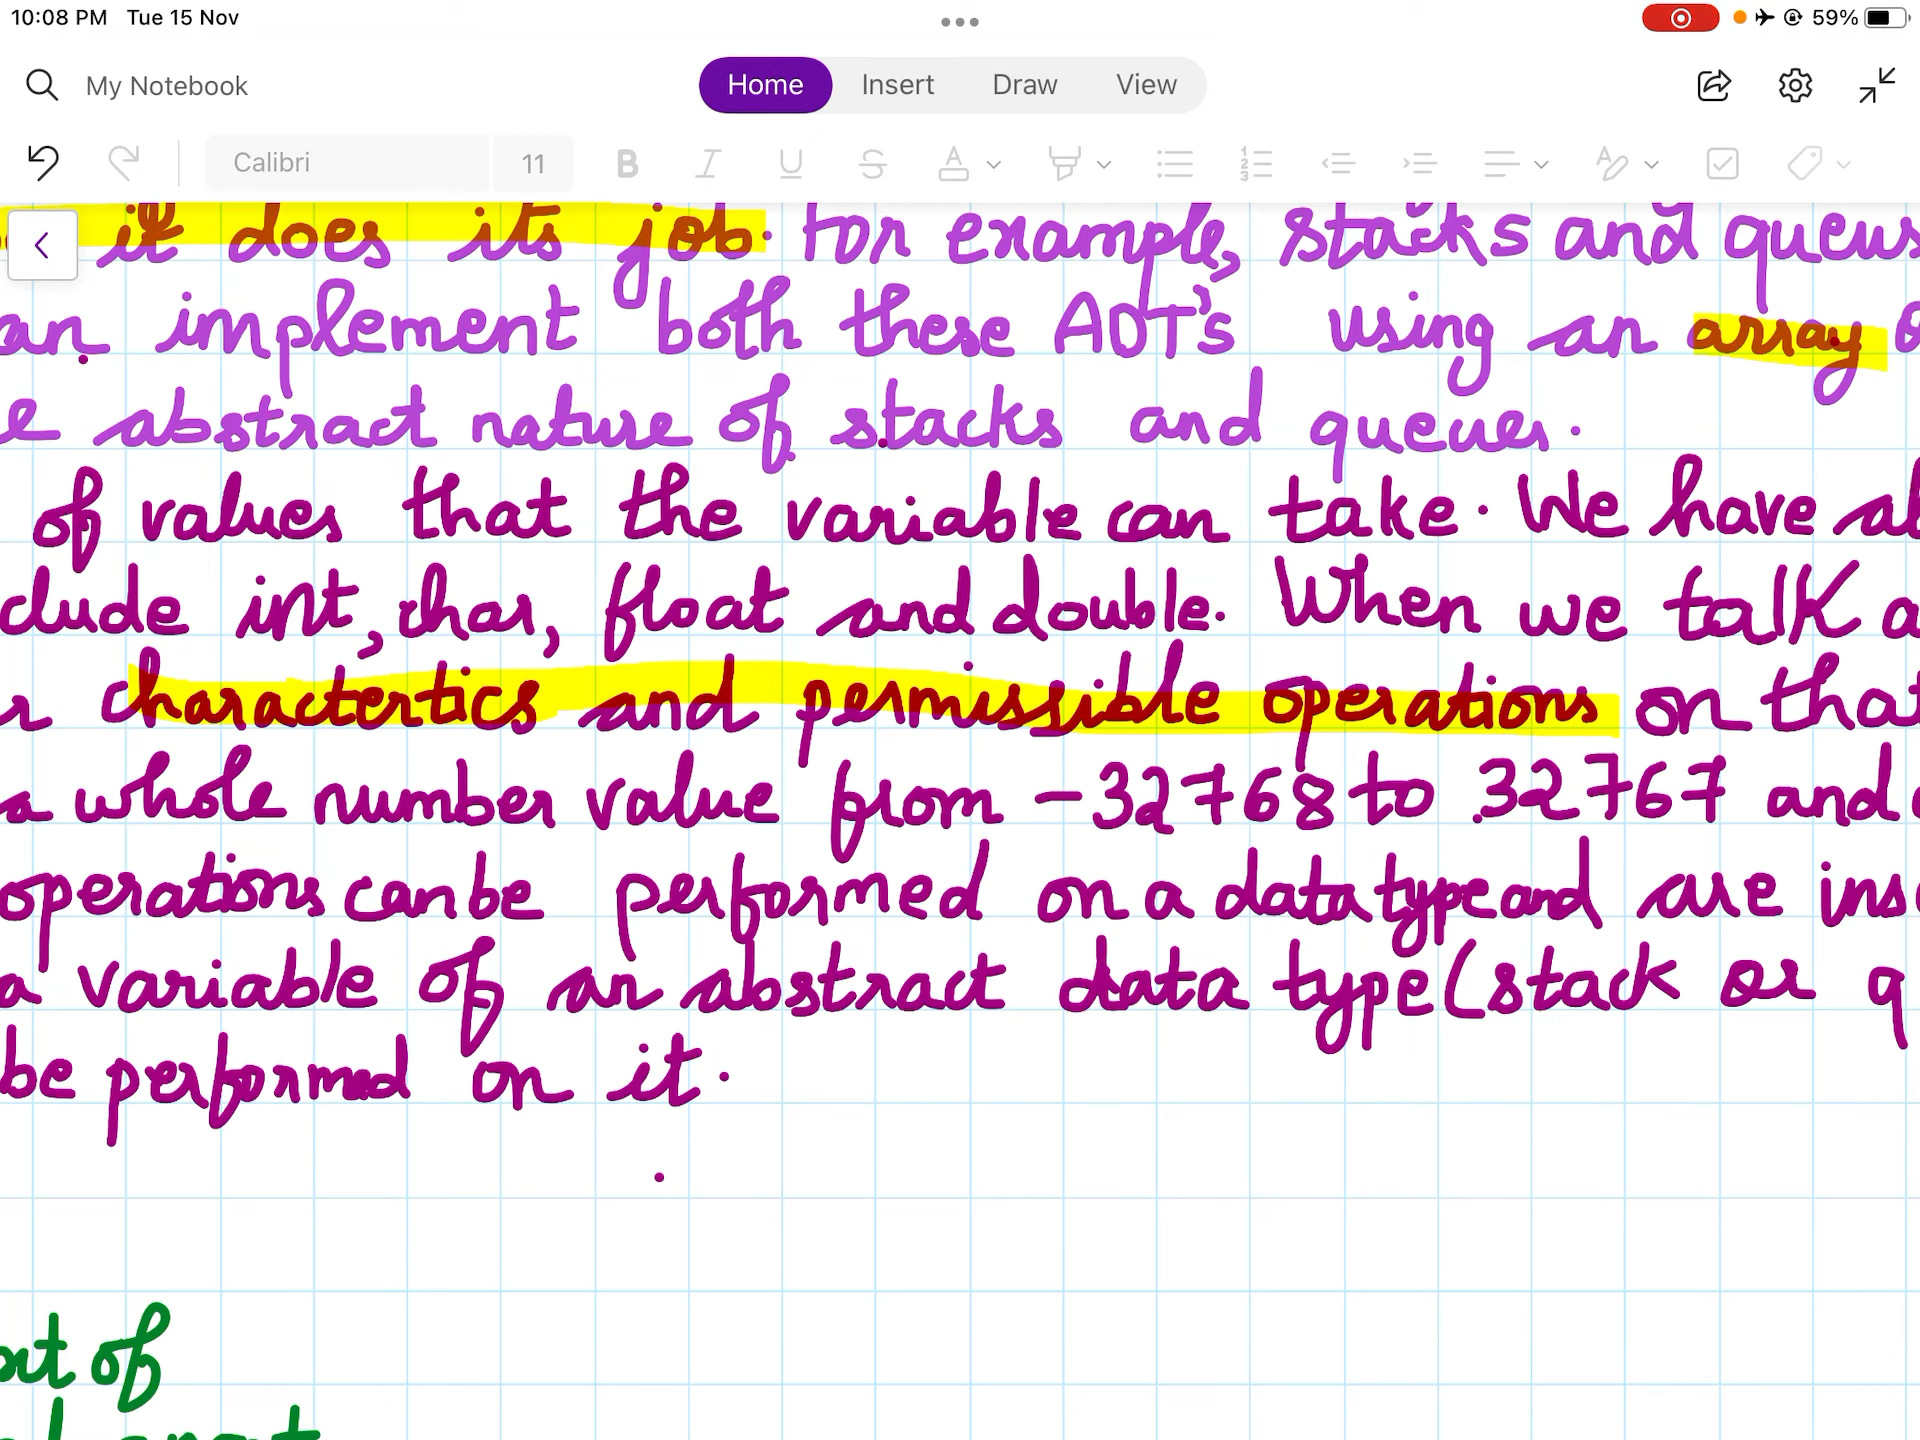 10:08 PM Tue 15 Nov
59%
My Notebook
Home Insert Draw View
Calibri 11 B I U S A
it does its job. For example, stacks and queues
an implement both these ADT's using an array
e abstract nature of stacks and queues.
of values that the variable can take. We have al
clude int, char, float and double. When we talk a
r charactertics and permissible operations on that
a whole number value from -32768 to 32767 and
operations can be performed on a data type and are ins
a variable of an abstract data type (stack or q
be performed on it.
of